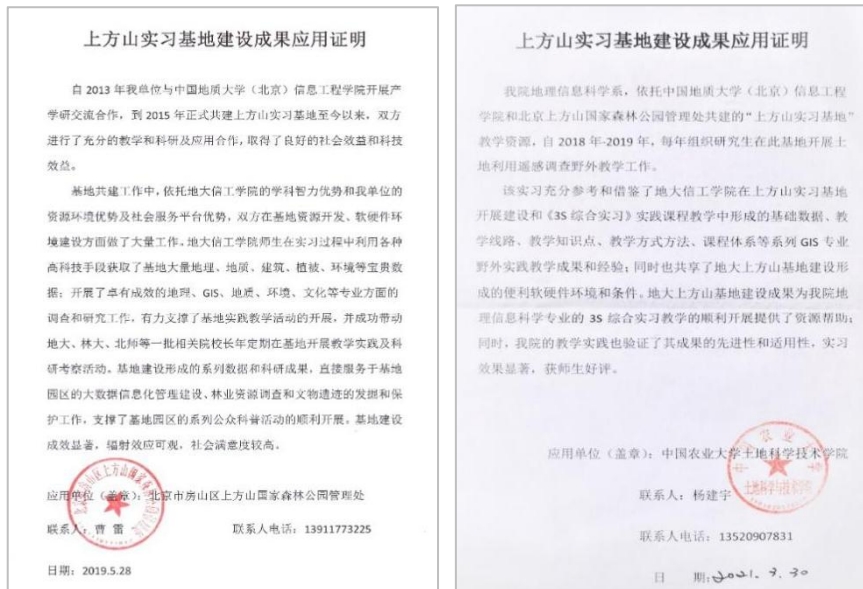 上方山实习基地建设成果应用证明
自 2013 年我单位与中国地质大学（北京）信息工程学院开展产
学研交流合作，到 2015 年正式共建上方山实习基地至今以来，双方
进行了充分的教学和科研及应用合作，取得了良好的社会效益和科技
效益。
基地共建工作中，依托地大信工学院的学科智力优势和我单位的
资源环境优势及社会服务平台优势，双方在基地资源开发、软硬件环
境建设方面做了大量工作。地大信工学院师生在实习过程中利用各种
高科技手段获取了基地大量地理、地质、建筑、植被、环境等宝贵数
据；开展了卓有成效的地理、GIS、地质、环境、文化等专业方面的
调查和研究工作，有力支撑了基地实践教学活动的开展，并成功带动
地大、林大、北师等一批相关院校长年定期在基地开展教学实践及科
研考察活动。基地建设形成的系列数据和科研成果，直接服务于基地
园区的大数据信息化管理建设、林业资源调查和文物遗迹的发掘和保
护工作，支撑了基地园区的系列公众科普活动的顺利开展。基地建设
成效显著，辐射效应可观，社会满意度较高。
应用单位（盖章）：北京市房山区上方山国家森林公园管理处
联系人：曹 雷 联系人电话：13911773225
日期：2019.5.28
上方山实习基地建设成果应用证明
我院地理信息科学系，依托中国地质大学（北京）信息工程
学院和北京上方山国家森林公园管理处共建的“上方山实习基地”
教学资源，自 2018 年-2019 年，每年组织研究生在此基地开展土
地利用遥感调查野外教学工作。
该实习充分参考和借鉴了地大信工学院在上方山实习基地
开展建设和《3S 综合实习》实践课程教学中形成的基础数据、教
学线路、教学知识点、教学方式方法、课程体系等系列 GIS 专业
野外实践教学成果和经验；同时也共享了地大上方山基地建设形
成的便利软硬件环境和条件。地大上方山基地建设成果为我院地
理信息科学专业的 3S 综合实习教学的顺利开展提供了资源帮助；
同时，我院的教学实践也验证了其成果的先进性和适用性，实习
效果显著，获师生好评。
应用单位（盖章）：中国农业大学土地科学技术学院
联系人：杨建宇
联系人电话：13520907831
日 期：2021.3.30